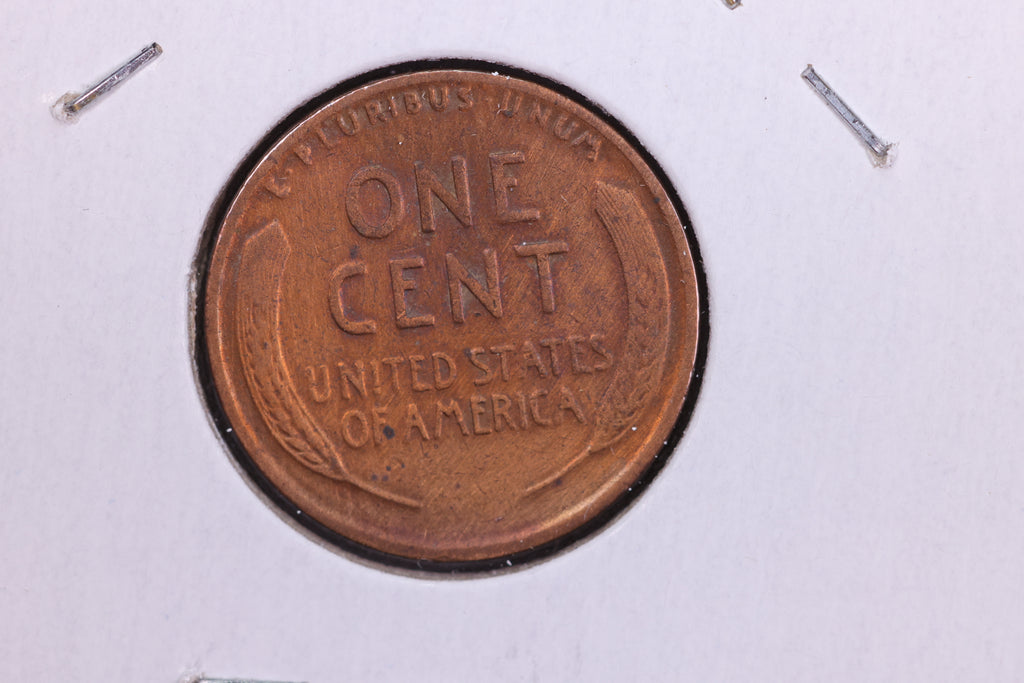 E·PLURIBUS·UNUM
ONE
CENT
UNITED STATES
OF AMERICA